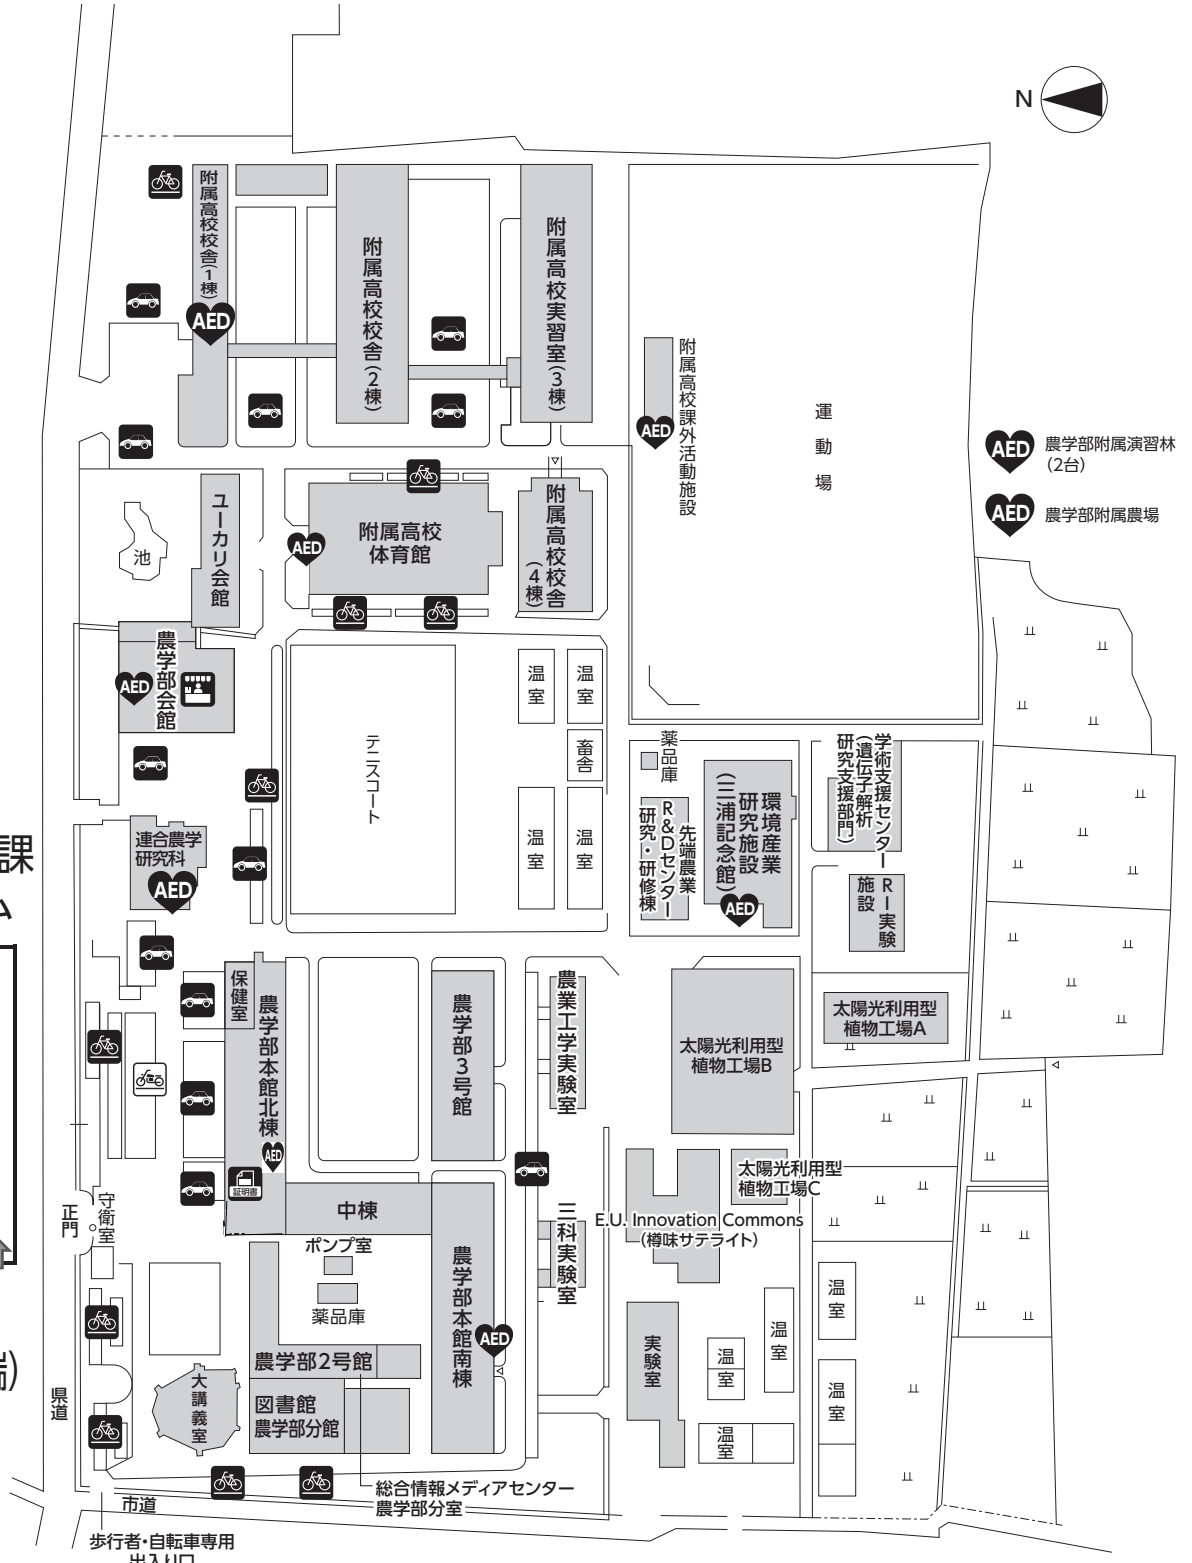 N
附属高校校舎(1棟)
AED
附属高校校舎(2棟)
附属高校実習室(3棟)
附属高校課外活動施設
AED
運動場
AED
農学部附属演習林
(2台)
AED
農学部附属農場
池
ユーカリ会館
AED
附属高校
体育館
附属高校校舎
(4棟)
農学部会館
AED
テニスコート
温室
温室
畜舎
温室
温室
薬品庫
先端農業
R&Dセンター
研究・研修棟
環境産業
研究施設
(三浦記念館)
AED
学術支援センター
(遺伝子解析
研究支援部門)
RI実験
施設
連合農学
研究科
AED
課
ム
保健室
農学部本館北棟
AED
証明書
農学部3号館
農業工学実験室
太陽光利用型
植物工場A
太陽光利用型
植物工場B
太陽光利用型
植物工場C
E.U. Innovation Commons
(樽味サテライト)
正門
守衛室
中棟
ポンプ室
薬品庫
三科実験室
農学部本館南棟
AED
農学部2号館
図書館
農学部分館
大講義室
実験室
温室
温室
温室
温室
温室
端)
県道
市道
総合情報メディアセンター
農学部分室
歩行者・自転車専用
出入り口